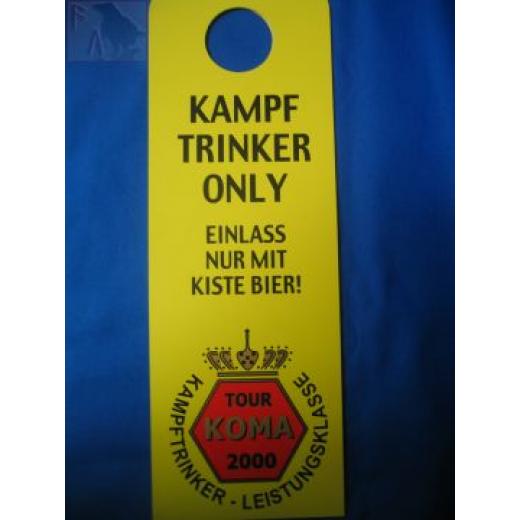 KAMPF
TRINKER
ONLY
EINLASS
NUR MIT
KISTE BIER!
TOUR
KOMA
2000
KAMPFTRINKER - LEISTUNGSKLASSE